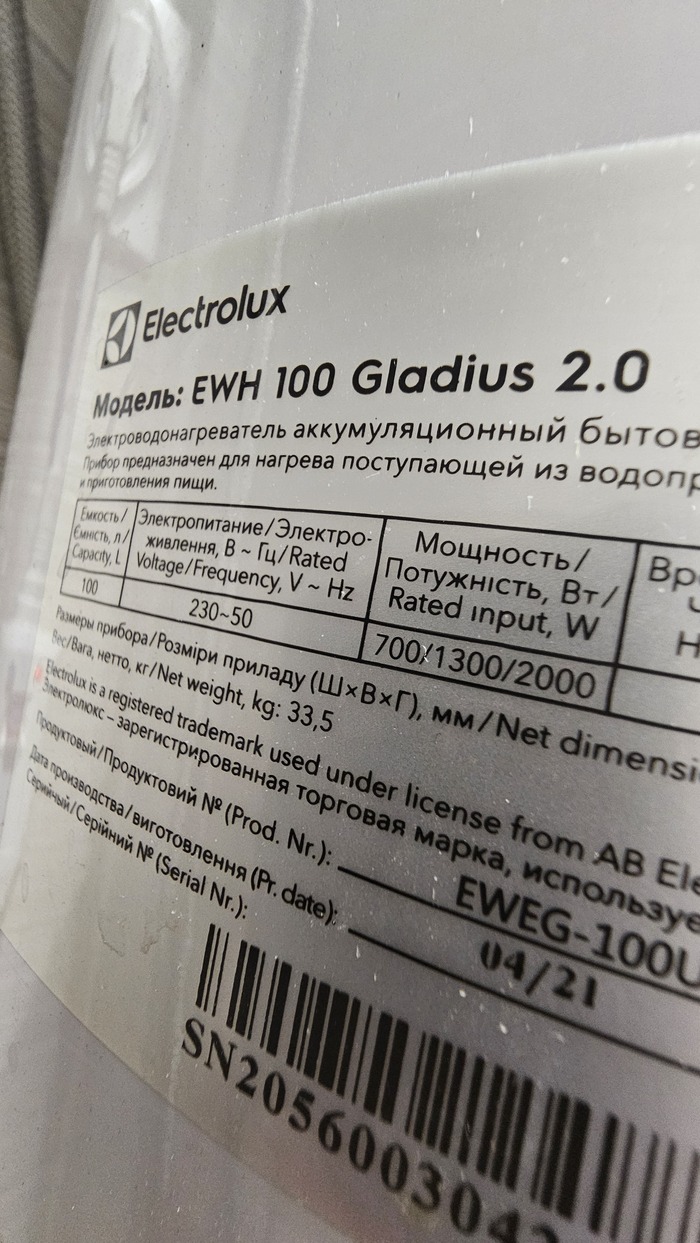 Electrolux
Модель: EWH 100 Gladius 2.0
Электроводонагреватель аккумуляционный бытов
Прибор предназначен для нагрева поступающей из водопр
и приготовления пищи.
Емкость/
Ємність, л/
Capacity, L
100
Электропитание/Электро-
живлення, В ~ Гц/Rated
Voltage/Frequency, V ~ Hz
230~50
Мощность/
Потужність, Вт/
Rated input, W
700/1300/2000
Вр
Ч
Н
Размеры прибора/Розміри приладу (Ш×В×Г), мм/Net dimensi
Вес/Вага, нетто, кг/Net weight, kg: 33,5
Electrolux is a registered trademark used under license from AB Ele
Электролюкс – зарегистрированная торговая марка, используе
Продуктовый/Продуктовий № (Prod. Nr.):
EWEG-100U
Дата производства/виготовлення (Pr. date):
04/21
Серийный/Серійний № (Serial Nr.):
SN2056003042